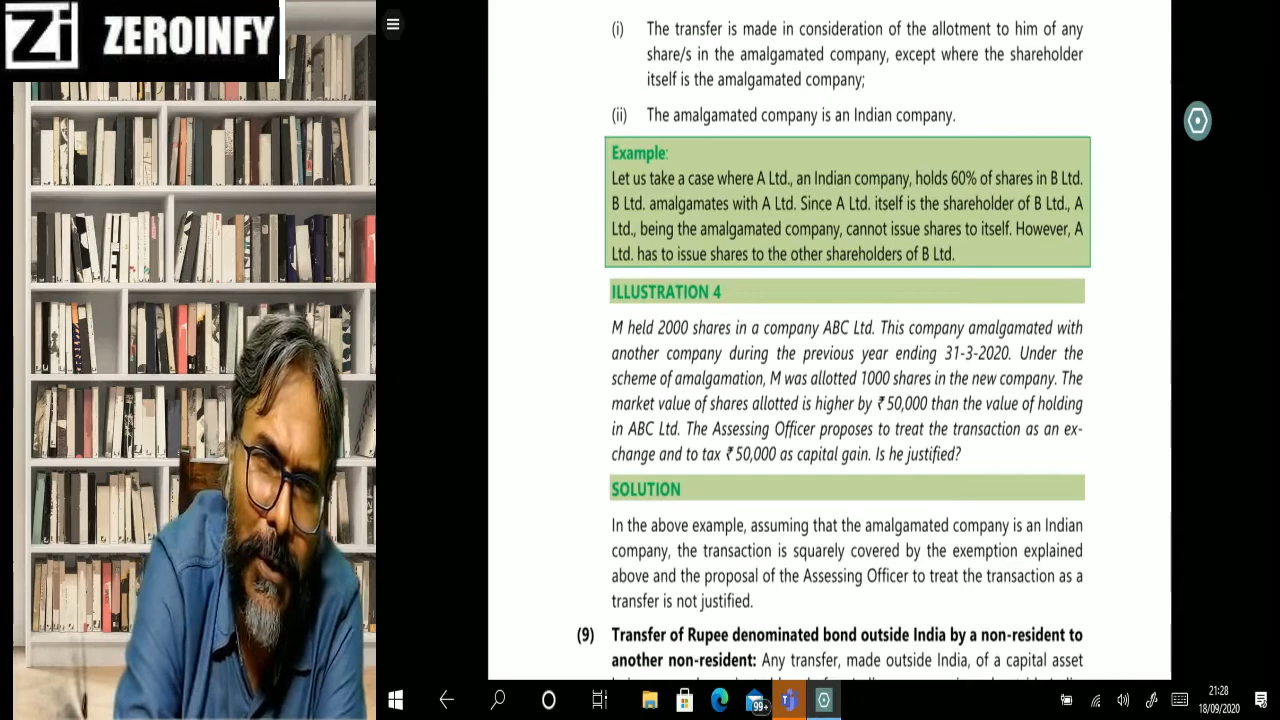 Zi ZEROINFY
(i) The transfer is made in consideration of the allotment to him of any
share/s in the amalgamated company, except where the shareholder
itself is the amalgamated company;
(ii) The amalgamated company is an Indian company.
Example:
Let us take a case where A Ltd., an Indian company, holds 60% of shares in B Ltd.
B Ltd. amalgamates with A Ltd. Since A Ltd. itself is the shareholder of B Ltd., A
Ltd., being the amalgamated company, cannot issue shares to itself. However, A
Ltd. has to issue shares to the other shareholders of B Ltd.
ILLUSTRATION 4
M held 2000 shares in a company ABC Ltd. This company amalgamated with
another company during the previous year ending 31-3-2020. Under the
scheme of amalgamation, M was allotted 1000 shares in the new company. The
market value of shares allotted is higher by ₹ 50,000 than the value of holding
in ABC Ltd. The Assessing Officer proposes to treat the transaction as an ex-
change and to tax ₹ 50,000 as capital gain. Is he justified?
SOLUTION
In the above example, assuming that the amalgamated company is an Indian
company, the transaction is squarely covered by the exemption explained
above and the proposal of the Assessing Officer to treat the transaction as a
transfer is not justified.
(9) Transfer of Rupee denominated bond outside India by a non-resident to
another non-resident: Any transfer, made outside India, of a capital asset
99+
21:28
18/09/2020